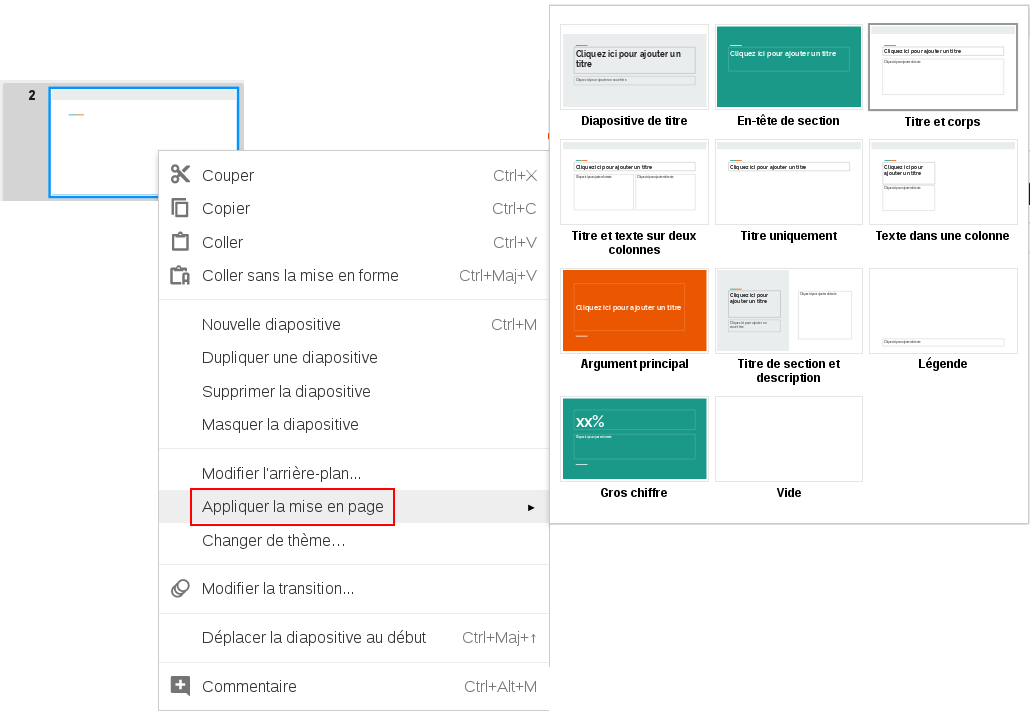 2
Couper Ctrl+X
Copier Ctrl+C
Coller Ctrl+V
Coller sans la mise en forme Ctrl+Maj+V
Nouvelle diapositive Ctrl+M
Dupliquer une diapositive
Supprimer la diapositive
Masquer la diapositive
Modifier l'arrière-plan...
Appliquer la mise en page ►
Changer de thème...
Modifier la transition...
Déplacer la diapositive au début Ctrl+Maj+↑
Commentaire Ctrl+Alt+M
Cliquez ici pour ajouter un
titre
Diapositive de titre
Cliquez ici pour ajouter un titre
En-tête de section
Cliquez ici pour ajouter un titre
Titre et corps
Cliquez ici pour ajouter un titre
Titre et texte sur deux
colonnes
Cliquez ici pour ajouter un titre
Titre uniquement
Cliquez ici pour
ajouter un titre
Texte dans une colonne
Cliquez ici pour ajouter un titre
Argument principal
Cliquez ici pour
ajouter un titre
Titre de section et
description
Légende
xx%
Gros chiffre
Vide